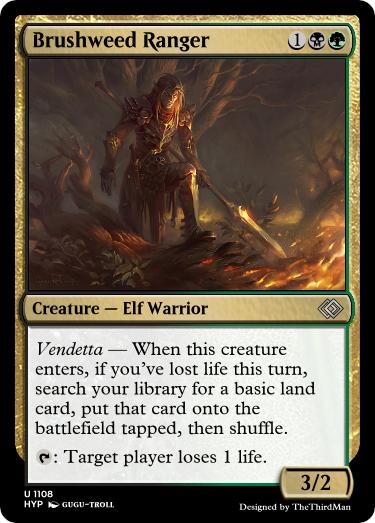 Brushweed Ranger 1
Creature — Elf Warrior
Vendetta — When this creature
enters, if you've lost life this turn,
search your library for a basic land
card, put that card onto the
battlefield tapped, then shuffle.
: Target player loses 1 life.
3/2
U 1108
HYP GUGU-TROLL
Designed by TheThirdMan